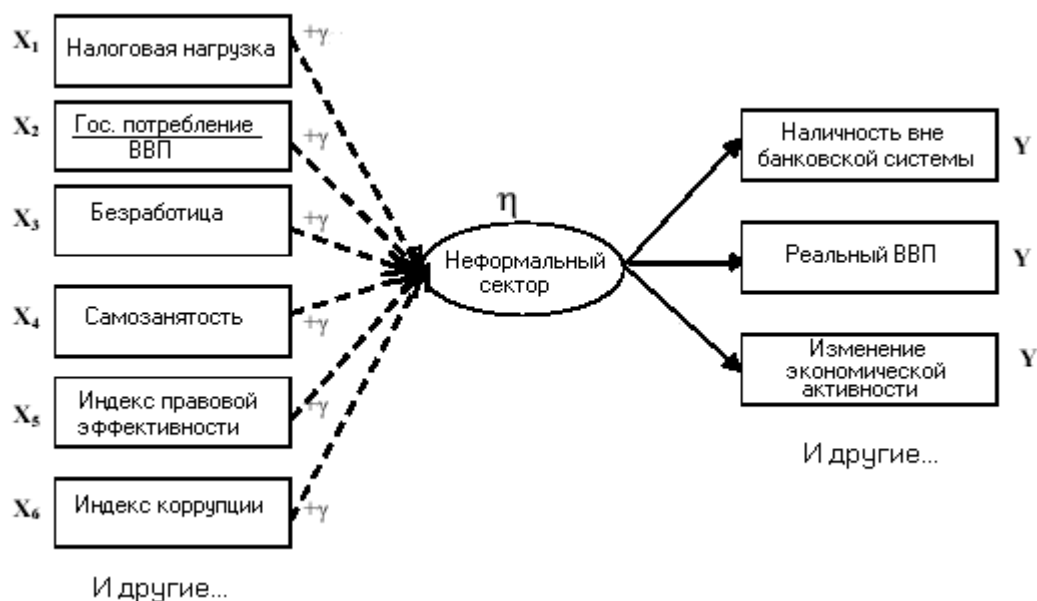 X₁ Налоговая нагрузка +γ
X₂ Гос. потребление +γ
ВВП
X₃ Безработица +γ
X₄ Самозанятость +γ
X₅ Индекс правовой +γ
эффективности
X₆ Индекс коррупции +γ
И другие...
η
Неформальный
сектор
Наличность вне
банковской системы Y
Реальный ВВП Y
Изменение Y
экономической
активности
И другие...